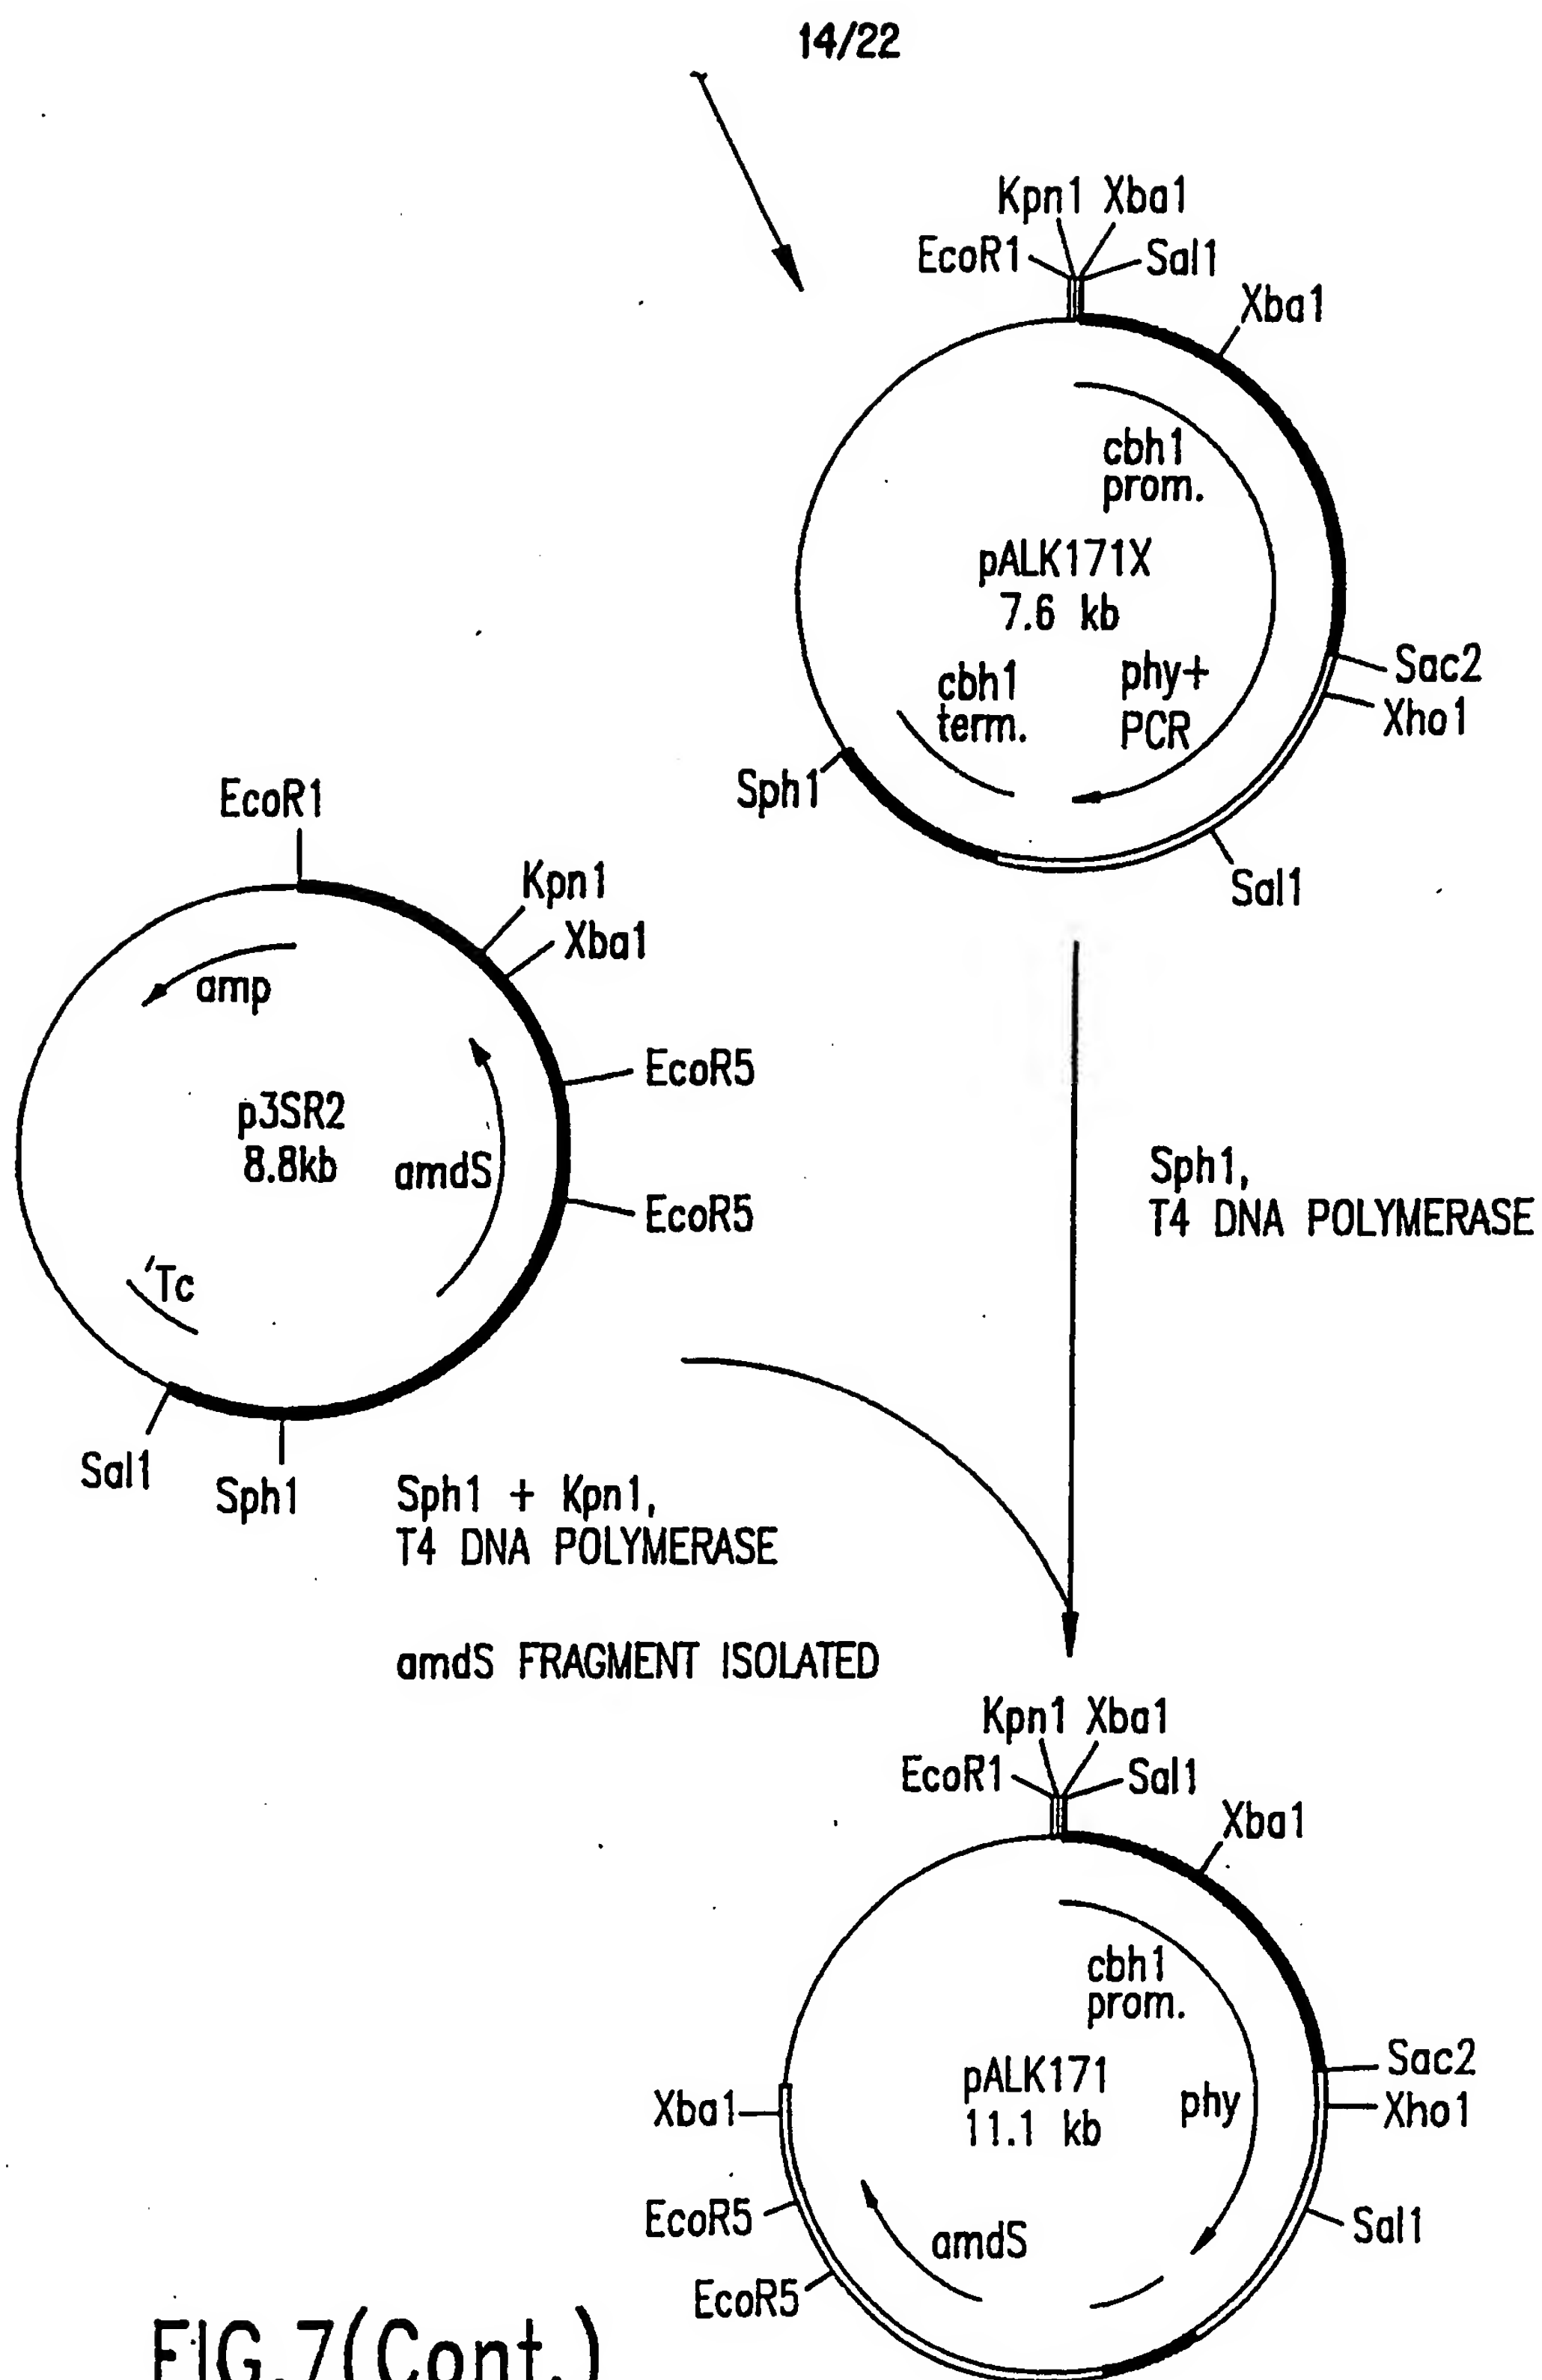 14/22
Kpn1 Xba1
EcoR1
Sal1
Xba1
cbh1
prom.
pALK171X
7.6 kb
Sac2
Xho1
phy+
PCR
cbh1
term.
Sph1
Sal1
EcoR1
Kpn1
Xba1
amp
EcoR5
p3SR2
8.8kb
amdS
EcoR5
'Tc
Sal1
Sph1
Sph1,
T4 DNA POLYMERASE
Sph1 + Kpn1,
T4 DNA POLYMERASE
amdS FRAGMENT ISOLATED
Kpn1 Xba1
EcoR1
Sal1
Xba1
cbh1
prom.
pALK171
11.1 kb
phy
Sac2
Xho1
Xba1
EcoR5
amdS
Sal1
EcoR5
FIG.7(Cont.)